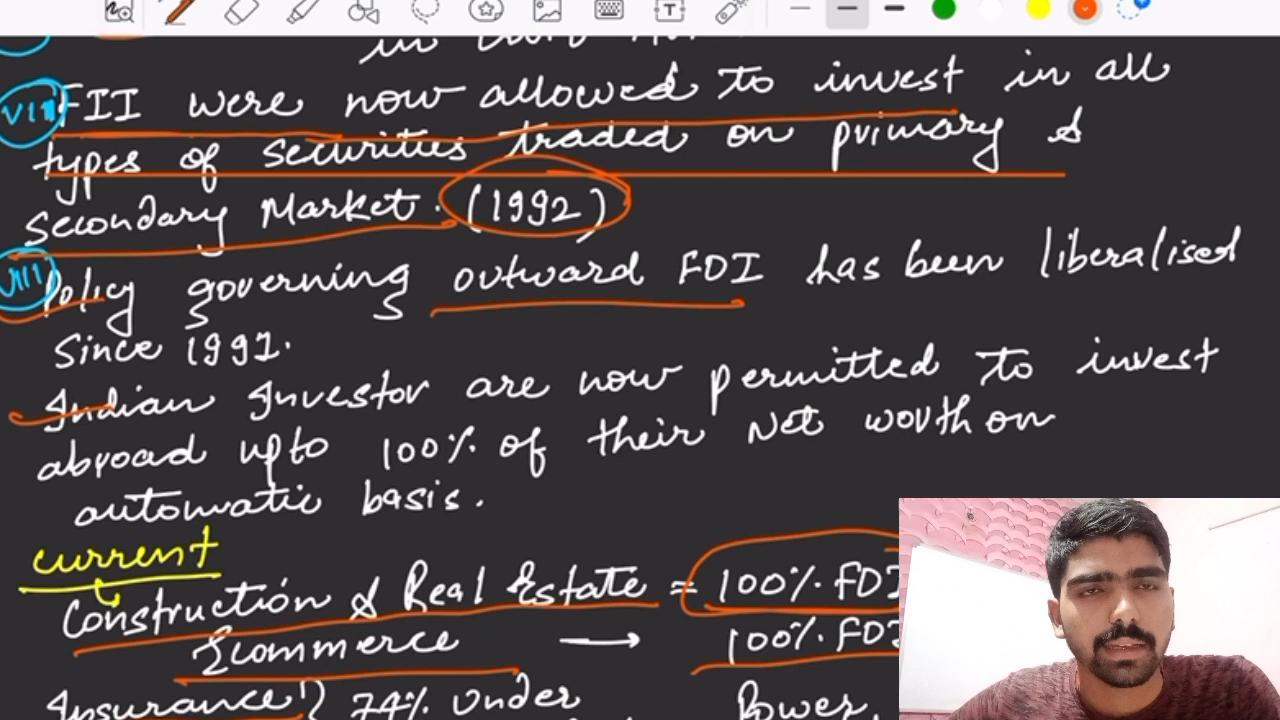 in
VII FII were now allowed to invest in all
types of securities traded on primary &
Secondary Market. (1992)
VIII Policy governing outward FDI has been liberalised
Since 1991.
Indian Investor are now permitted to invest
abroad upto 100% of their Net worth on
automatic basis.
current
Construction & Real Estate = 100% FDI
Ecommerce → 100% FDI
Insurance 74% under Power,